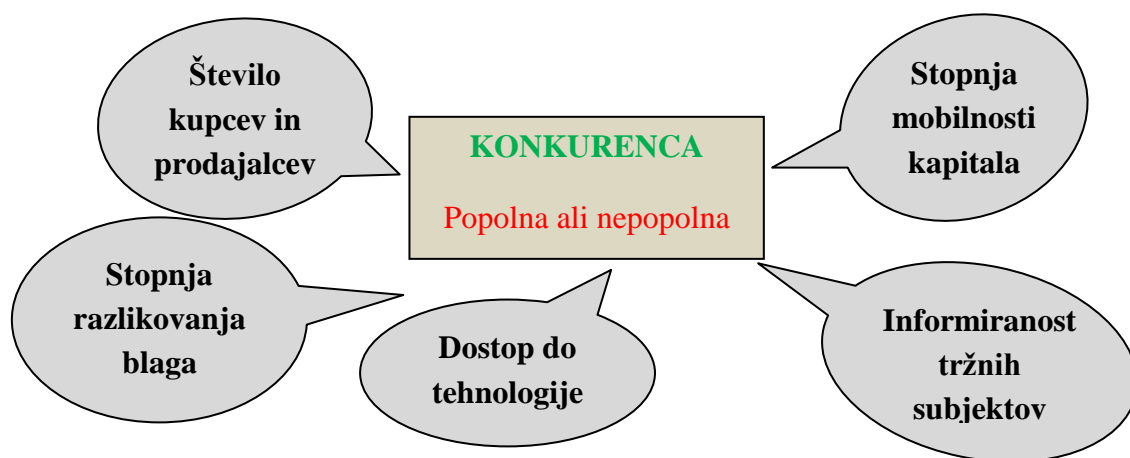 Število
kupcev in
prodajalcev
KONKURENCA
Popolna ali nepopolna
Stopnja
mobilnosti
kapitala
Stopnja
razlikovanja
blaga
Dostop do
tehnologije
Informiranost
tržnih
subjektov